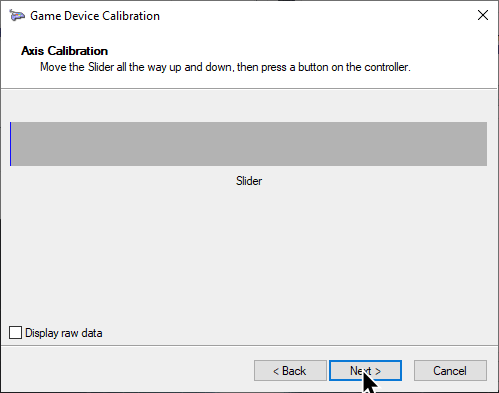 Game Device Calibration
Axis Calibration
Move the Slider all the way up and down, then press a button on the controller.
Slider
Display raw data
< Back
Next >
Cancel